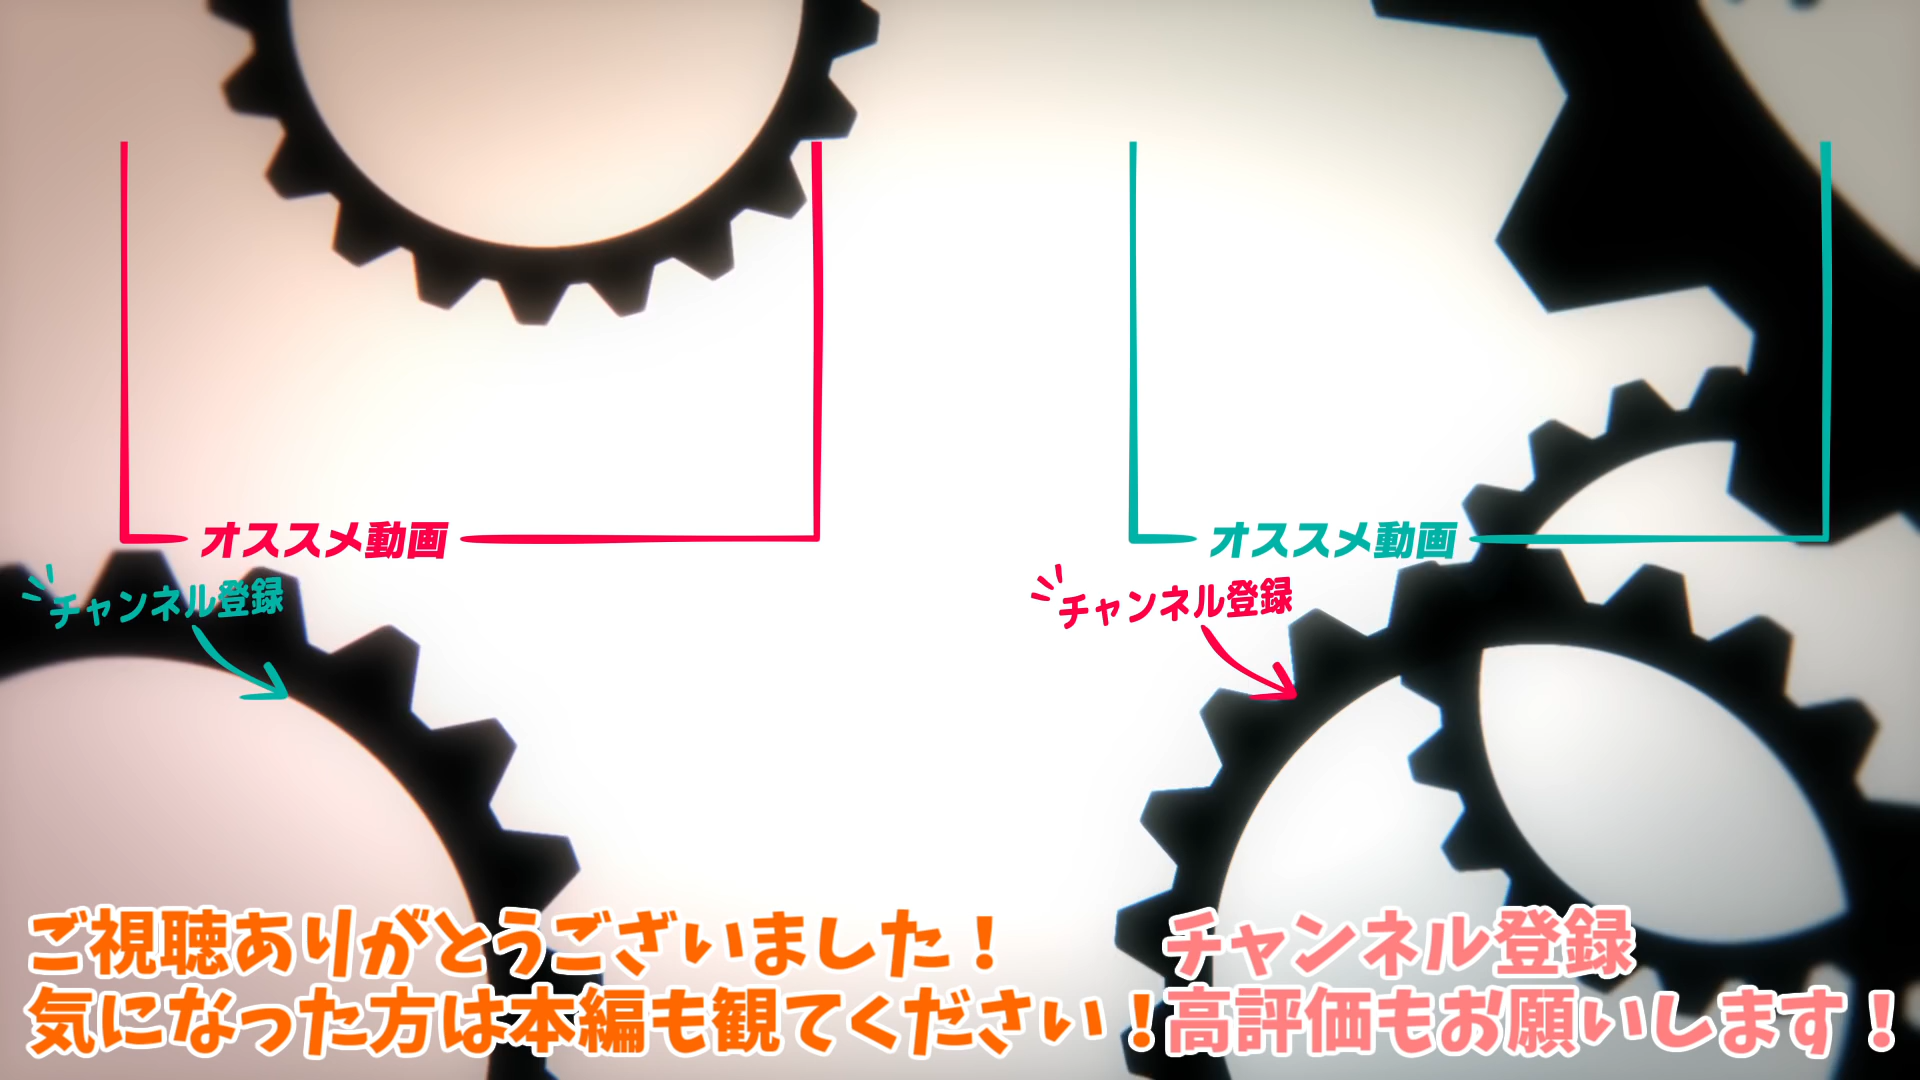 オススメ動画
チャンネル登録
オススメ動画
チャンネル登録
ご視聴ありがとうございました！
気になった方は本編も観てください！
チャンネル登録
高評価もお願いします！